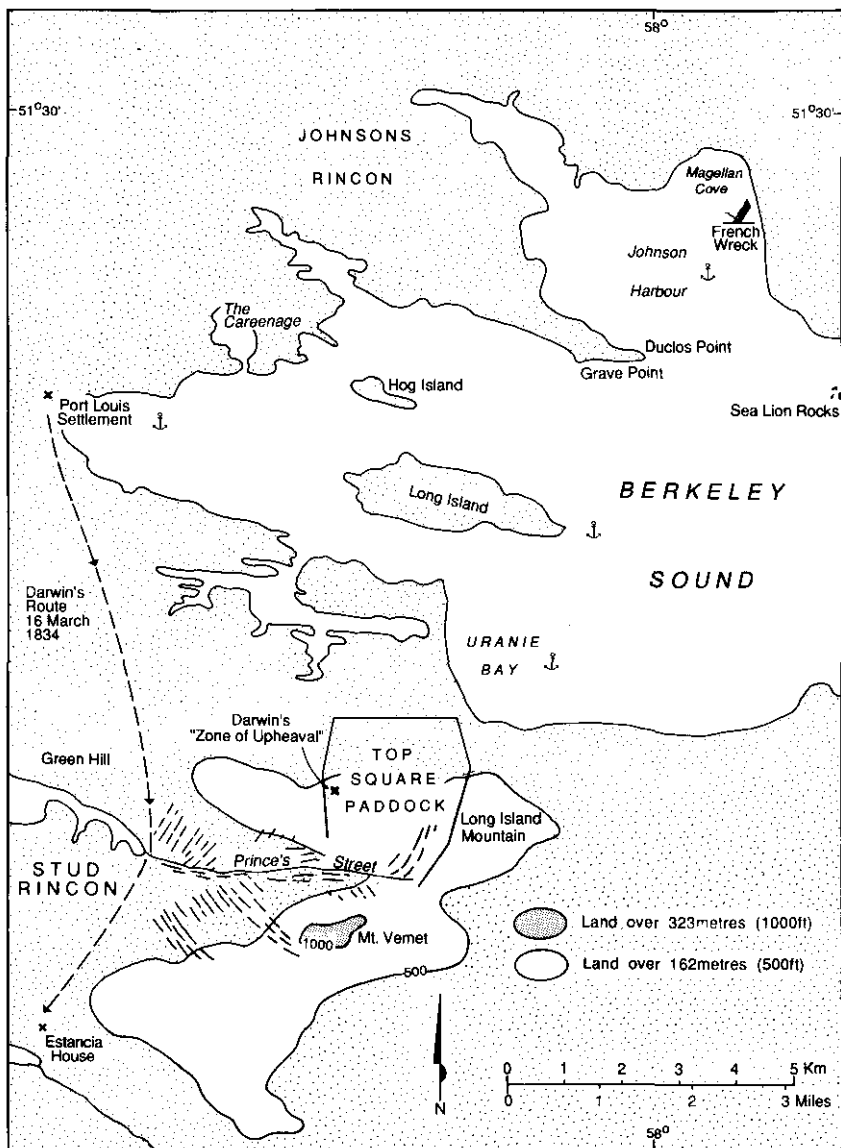 58°
51°30'
51°30'
JOHNSONS
RINCON
Magellan
Cove
French
Wreck
Johnson
Harbour
The
Careenage
Duclos Point
Grave Point
Hog Island
Port Louis
Settlement
Sea Lion Rocks
Long Island
BERKELEY
SOUND
Darwin's
Route
16 March
1834
URANIE
BAY
Darwin's
"Zone of Upheaval"
TOP
SQUARE
PADDOCK
Green Hill
Long Island
Mountain
Prince's Street
STUD
RINCON
1000
Mt. Vernet
500
Land over 323metres (1000ft)
Land over 162metres (500ft)
Estancia
House
N
0 1 2 3 4 5 Km
0 1 2 3 Miles
58°